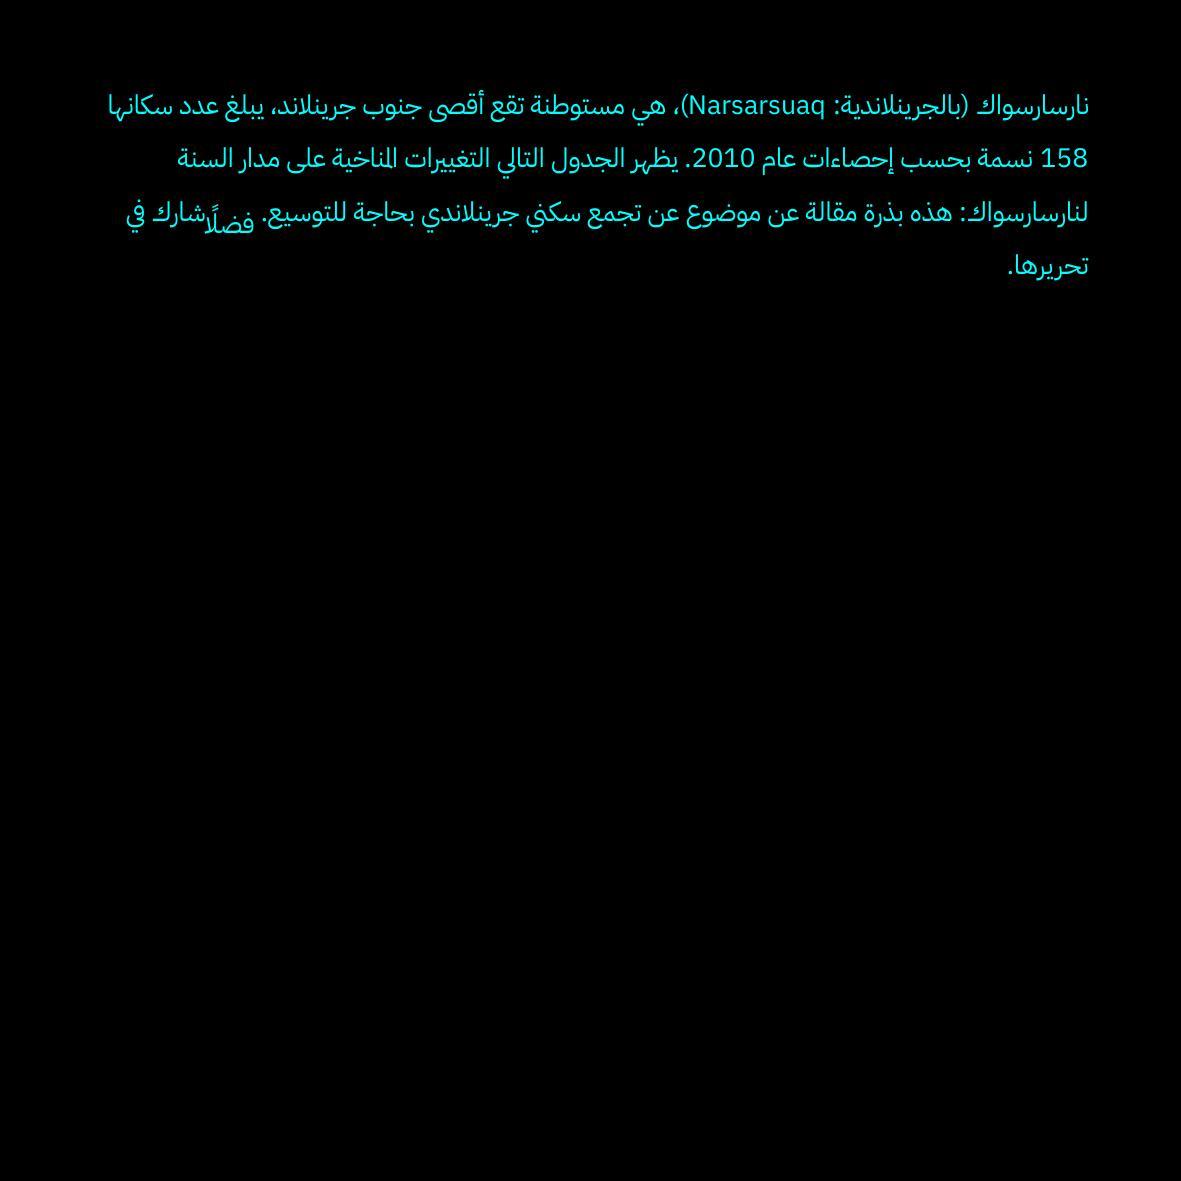 نارسارسواك (بالجرينلاندية: Narsarsuaq)، هي مستوطنة تقع أقصى جنوب جرينلاند، يبلغ عدد سكانها
158 نسمة بحسب إحصاءات عام 2010. يظهر الجدول التالي التغييرات المناخية على مدار السنة
لنارسارسواك: هذه بذرة مقالة عن موضوع عن تجمع سكني جرينلاندي بحاجة للتوسيع. فضلًا شارك في
تحريرها.